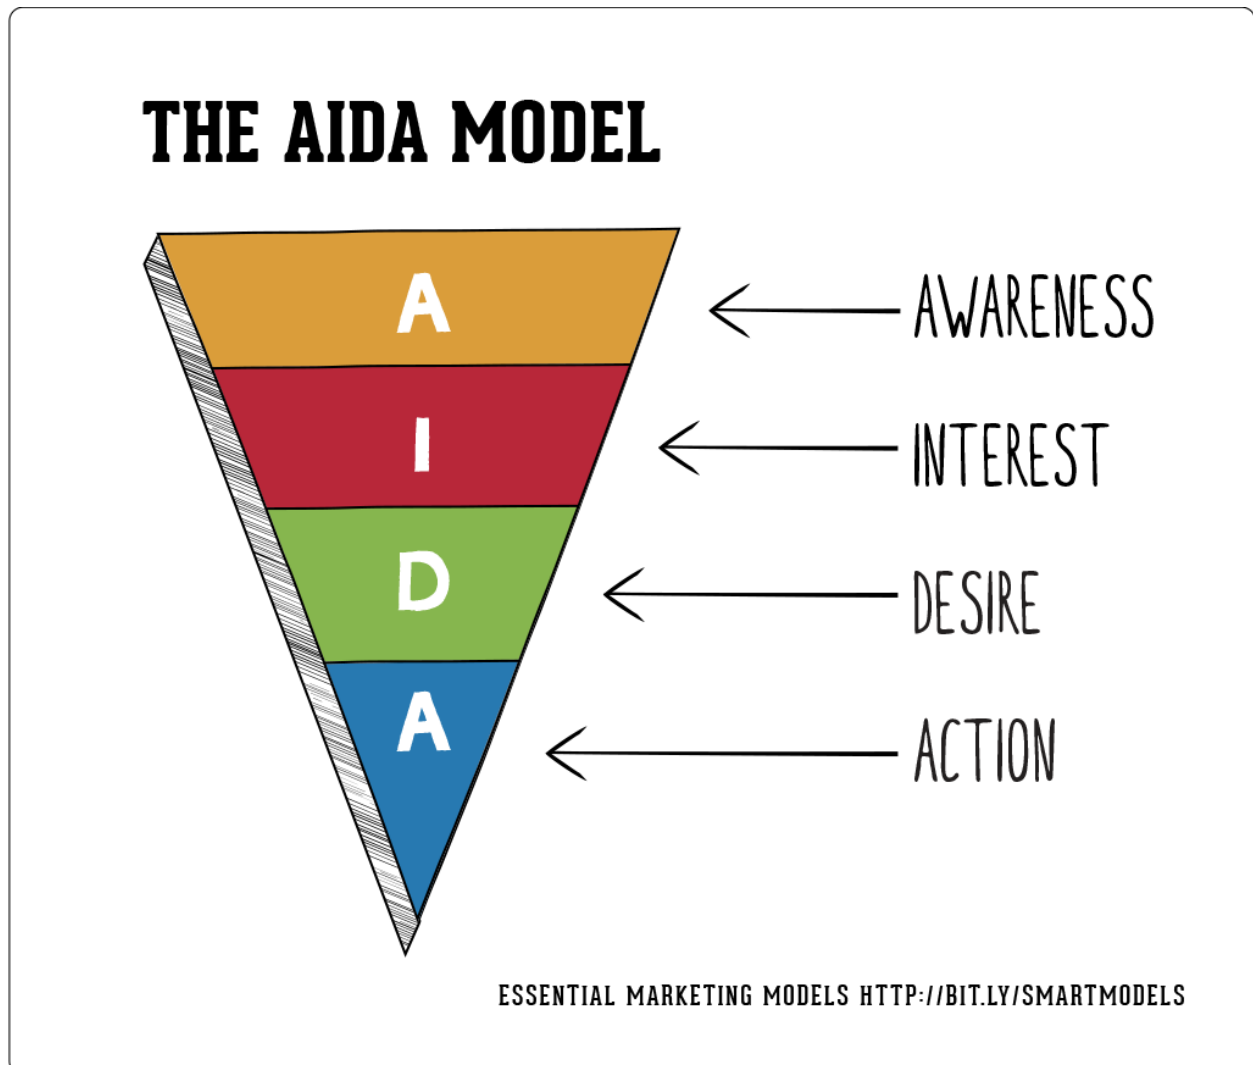 THE AIDA MODEL
A
AWARENESS
I
INTEREST
D
DESIRE
A
ACTION
ESSENTIAL MARKETING MODELS HTTP://BIT.LY/SMARTMODELS